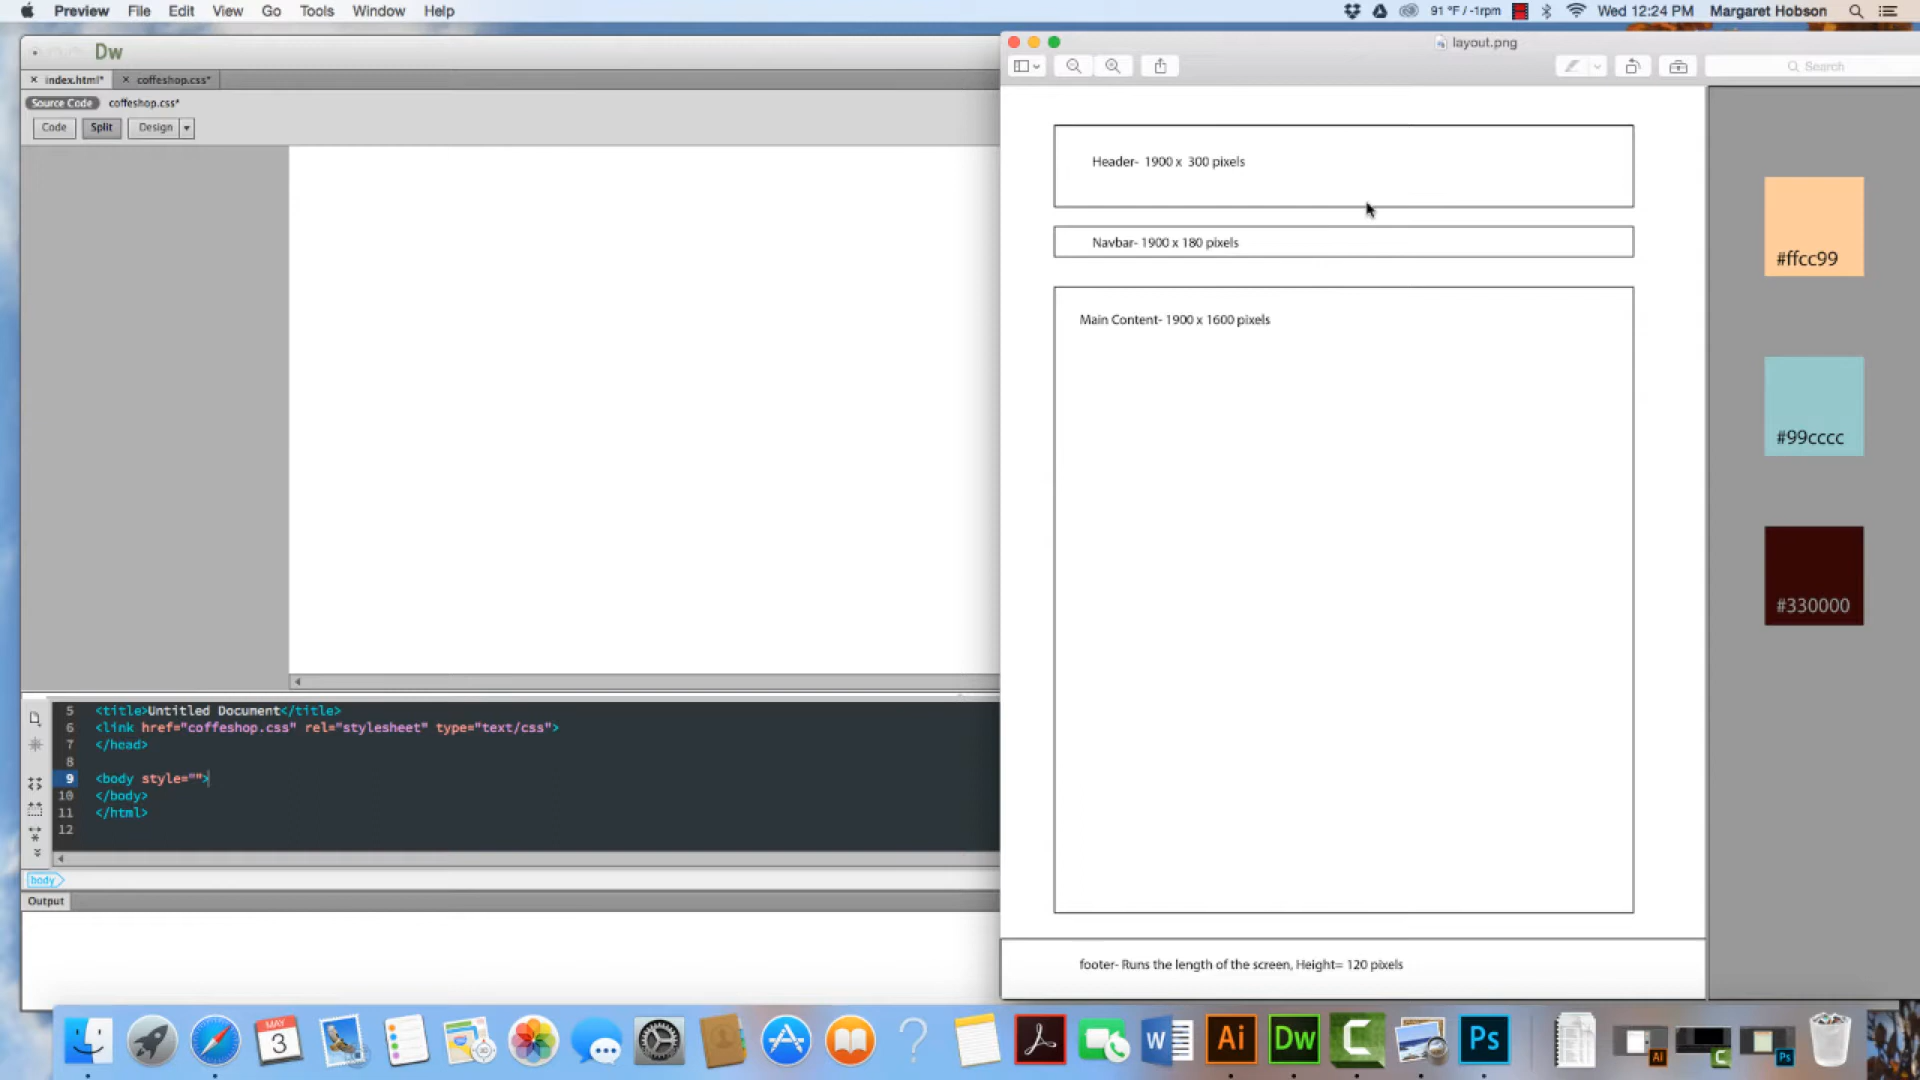 Preview File Edit View Go Tools Window Help
91 °F / -1rpm Wed 12:24 PM Margaret Hobson
Dw
index.html* coffeshop.css*
Source Code coffeshop.css*
Code Split Design
5 <title>Untitled Document</title>
6 <link href="coffeshop.css" rel="stylesheet" type="text/css">
7 </head>
8
9 <body style="">
10 </body>
11 </html>
12
body
Output
layout.png
Search
Header- 1900 x 300 pixels
Navbar- 1900 x 180 pixels
Main Content- 1900 x 1600 pixels
footer- Runs the length of the screen, Height= 120 pixels
#ffcc99
#99cccc
#330000
MAY
3
W
Ai
Dw
C
Ps
Ai
C
Ps